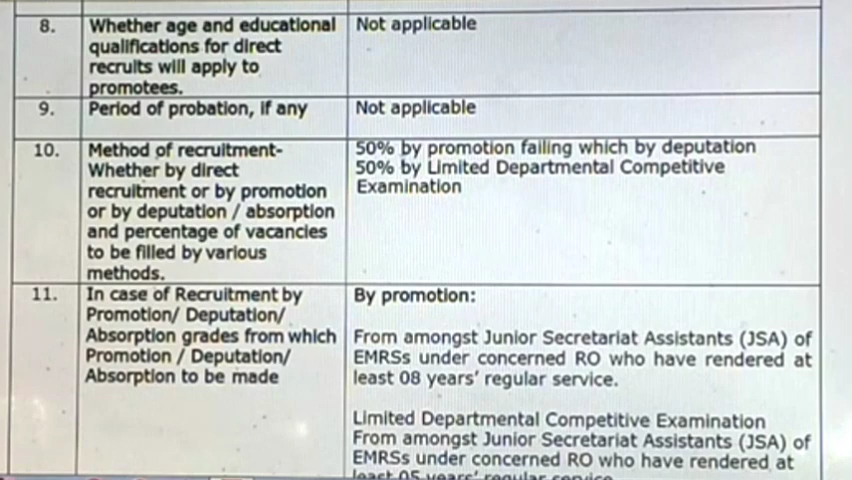 8. Whether age and educational Not applicable
qualifications for direct
recruits will apply to
promotees.
9. Period of probation, if any Not applicable
10. Method of recruitment- 50% by promotion failing which by deputation
Whether by direct 50% by Limited Departmental Competitive
recruitment or by promotion Examination
or by deputation / absorption
and percentage of vacancies
to be filled by various
methods.
11. In case of Recruitment by By promotion:
Promotion/ Deputation/
Absorption grades from which From amongst Junior Secretariat Assistants (JSA) of
Promotion / Deputation/ EMRSs under concerned RO who have rendered at
Absorption to be made least 08 years' regular service.
Limited Departmental Competitive Examination
From amongst Junior Secretariat Assistants (JSA) of
EMRSs under concerned RO who have rendered at
least 05 years' regular service